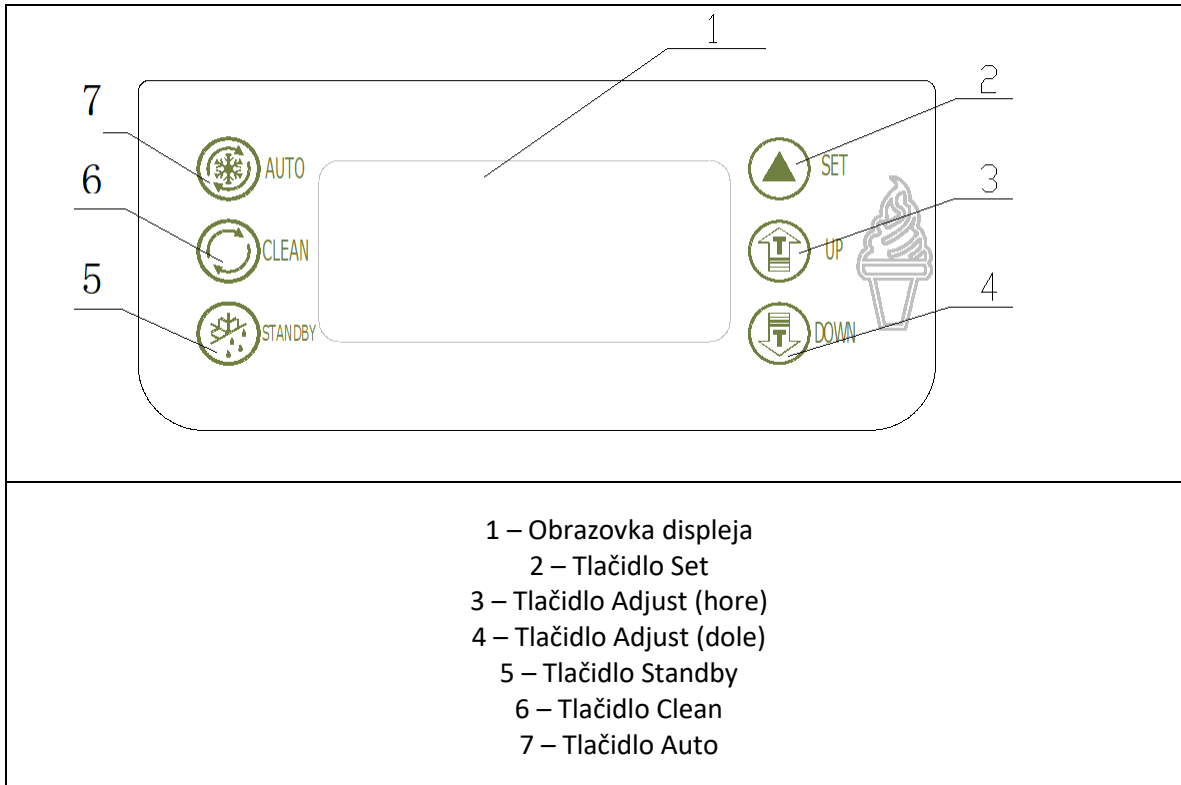 1
2
7
AUTO
SET
6
3
CLEAN
UP
5
4
STANDBY
DOWN
T
T
1 – Obrazovka displeja
2 – Tlačidlo Set
3 – Tlačidlo Adjust (hore)
4 – Tlačidlo Adjust (dole)
5 – Tlačidlo Standby
6 – Tlačidlo Clean
7 – Tlačidlo Auto